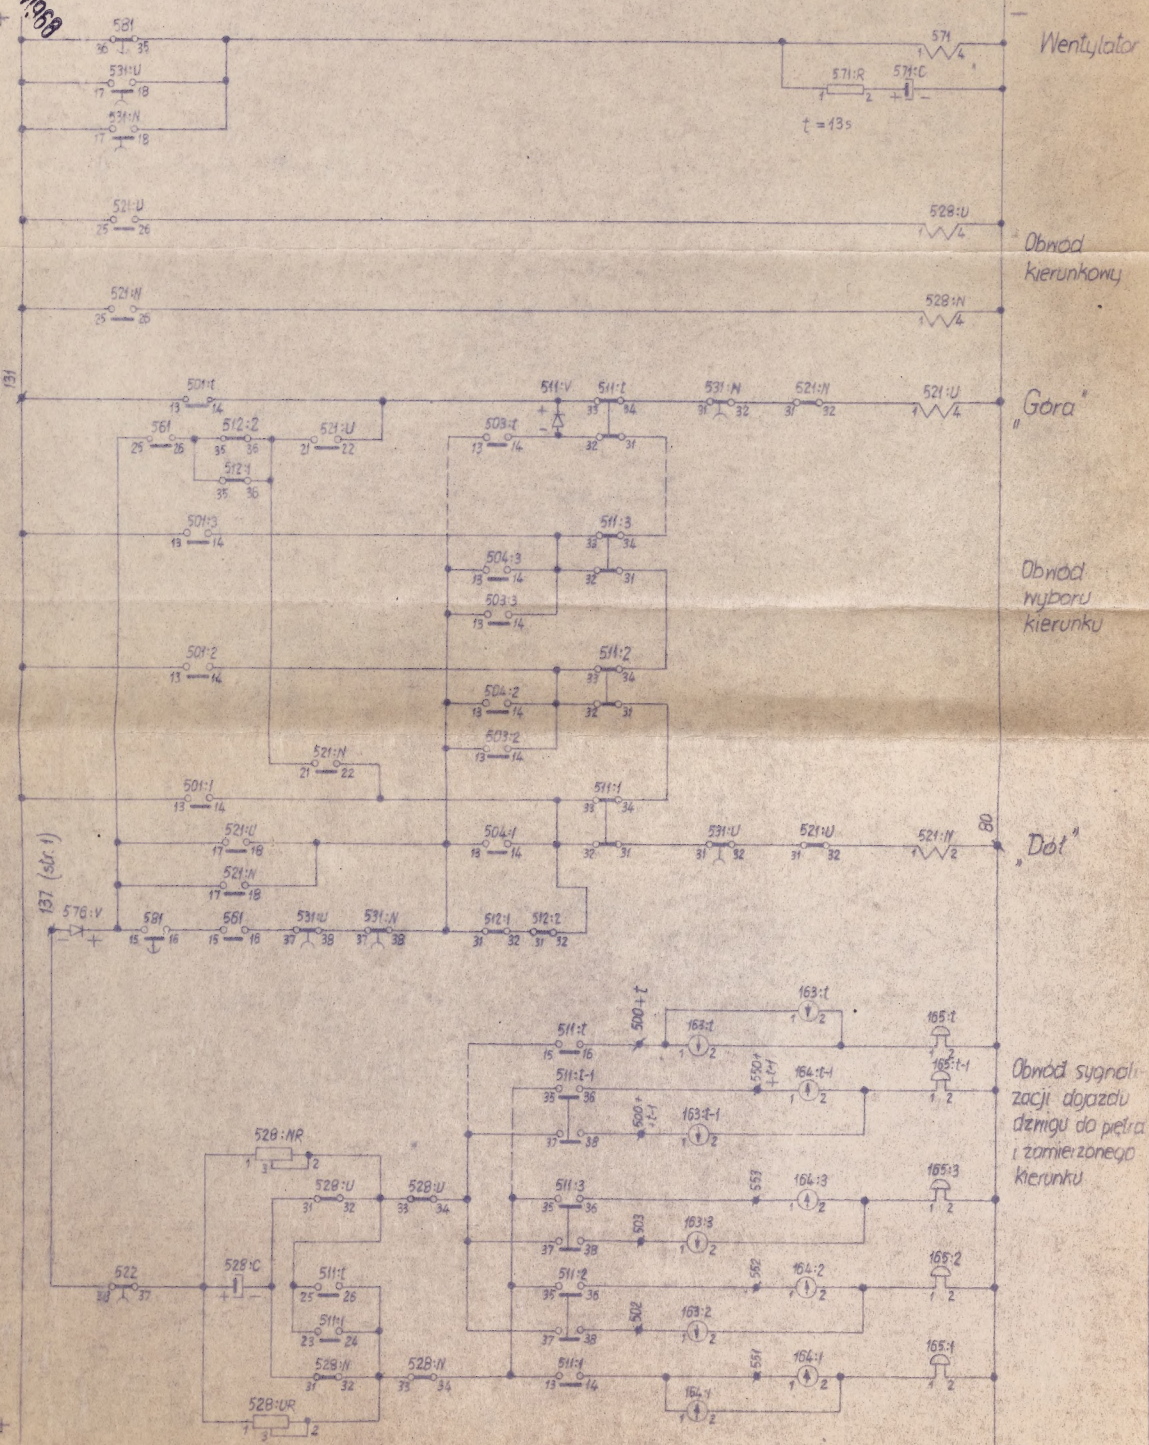 581
36 35
531:U
17 18
531:N
17 18
571
1 4
571:R
1 2
571:C
+ -
t = 13s
Wentylator
521:U
25 26
528:U
1 4
Obwód
kierunkowy
521:N
25 26
528:N
1 4
131
501:t
13 14
511:V
+
-
511:t
33 34
531:N
31 32
521:N
31 32
521:U
1 4
„Góra"
561
25 26
512:2
35 36
521:U
21 22
503:t
13 14
32 31
512:1
35 36
501:3
13 14
511:3
33 34
504:3
13 14
32 31
503:3
13 14
Obwód
wyboru
kierunku
501:2
13 14
511:2
33 34
504:2
13 14
32 31
503:2
13 14
521:N
21 22
501:1
13 14
511:1
33 34
521:U
17 18
504:1
13 14
32 31
531:U
31 32
521:U
31 32
521:N
1 2
80
„Dół"
521:N
17 18
137 (str. 1)
576:V
- +
581
15 16
561
15 16
531:U
37 38
531:N
37 38
512:1
31 32
512:2
31 32
163:t
1 2
511:t
15 16
500+t
163:t
1 2
165:t
1 2
511:t-1
35 36
550+
+t-1
164:t-1
1 2
165:t-1
1 2
37 38
500+
+t-1
163:t-1
1 2
Obwód sygnali-
zacji dojazdu
dźwigu do piętra
i zamierzonego
kierunku
528:NR
1 3 2
528:U
31 32
528:U
33 34
511:3
35 36
553
164:3
1 2
165:3
1 2
37 38
503
163:3
1 2
522
38 37
528:C
+ -
511:t
25 26
511:2
35 36
552
164:2
1 2
165:2
1 2
511:1
23 24
37 38
502
163:2
1 2
528:N
31 32
528:N
33 34
511:1
13 14
551
164:1
1 2
165:1
1 2
528:UR
1 3 2
164:1
1 2